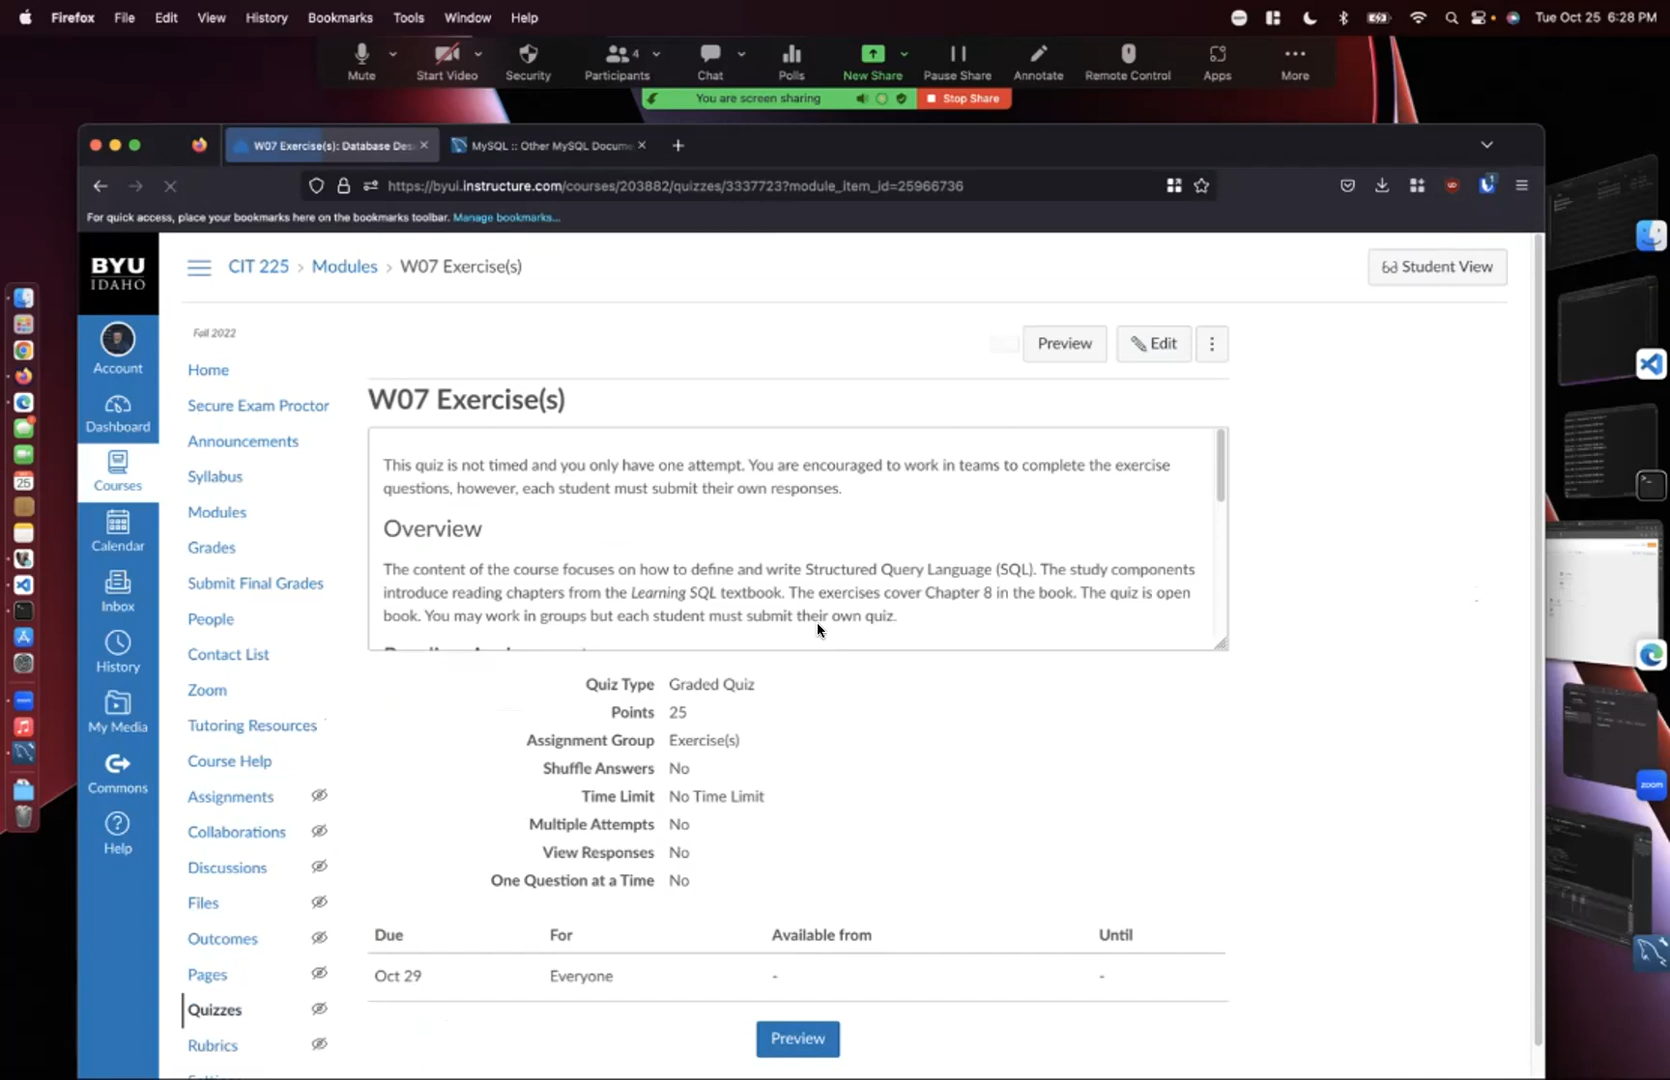 Firefox File Edit View History Bookmarks Tools Window Help
Tue Oct 25 6:28 PM
Mute Start Video Security Participants 4 Chat Polls New Share Pause Share Annotate Remote Control Apps More
You are screen sharing Stop Share
W07 Exercise(s): Database Des
MySQL :: Other MySQL Docume
https://byui.instructure.com/courses/203882/quizzes/3337723?module_item_id=25966736
For quick access, place your bookmarks here on the bookmarks toolbar. Manage bookmarks...
BYU
IDAHO
Account
Dashboard
Courses
Calendar
Inbox
History
My Media
Commons
Help
CIT 225 > Modules > W07 Exercise(s)
Student View
Fall 2022
Home
Secure Exam Proctor
Announcements
Syllabus
Modules
Grades
Submit Final Grades
People
Contact List
Zoom
Tutoring Resources
Course Help
Assignments
Collaborations
Discussions
Files
Outcomes
Pages
Quizzes
Rubrics
Preview Edit
W07 Exercise(s)
This quiz is not timed and you only have one attempt. You are encouraged to work in teams to complete the exercise
questions, however, each student must submit their own responses.
Overview
The content of the course focuses on how to define and write Structured Query Language (SQL). The study components
introduce reading chapters from the Learning SQL textbook. The exercises cover Chapter 8 in the book. The quiz is open
book. You may work in groups but each student must submit their own quiz.
Quiz Type Graded Quiz
Points 25
Assignment Group Exercise(s)
Shuffle Answers No
Time Limit No Time Limit
Multiple Attempts No
View Responses No
One Question at a Time No
Due For Available from Until
Oct 29 Everyone - -
Preview
25
zoom